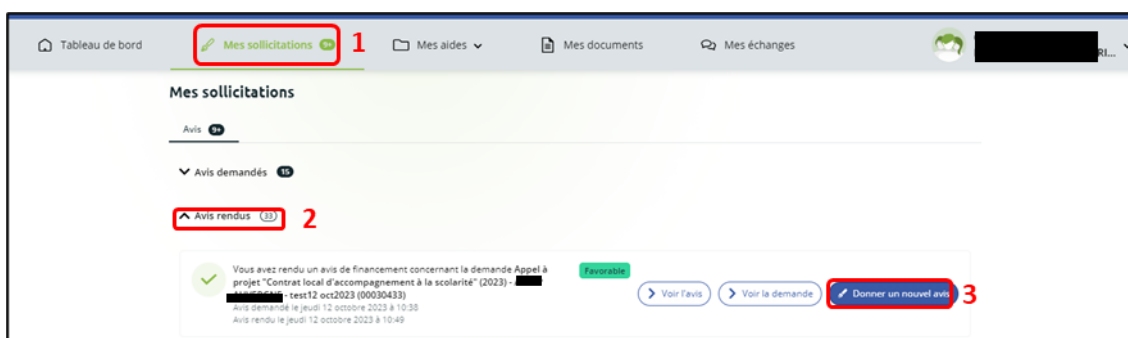 Tableau de bord
Mes sollicitations 9+
1
Mes aides
Mes documents
Mes échanges
RI...
Mes sollicitations
Avis 9+
Avis demandés 15
Avis rendus 33
2
Vous avez rendu un avis de financement concernant la demande Appel à
projet "Contrat local d'accompagnement à la scolarité" (2023) -
- test12 oct2023 (00030433)
Avis demandé le jeudi 12 octobre 2023 à 10:38
Avis rendu le jeudi 12 octobre 2023 à 10:49
Favorable
Voir l'avis
Voir la demande
Donner un nouvel avis
3